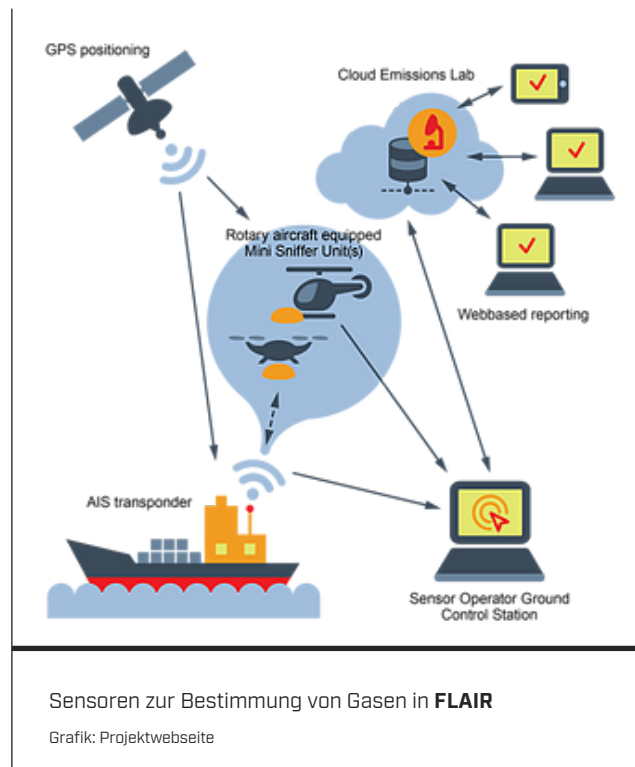 GPS positioning
Cloud Emissions Lab
Rotary aircraft equipped
Mini Sniffer Unit(s)
Webbased reporting
AIS transponder
Sensor Operator Ground
Control Station
Sensoren zur Bestimmung von Gasen in FLAIR
Grafik: Projektwebseite